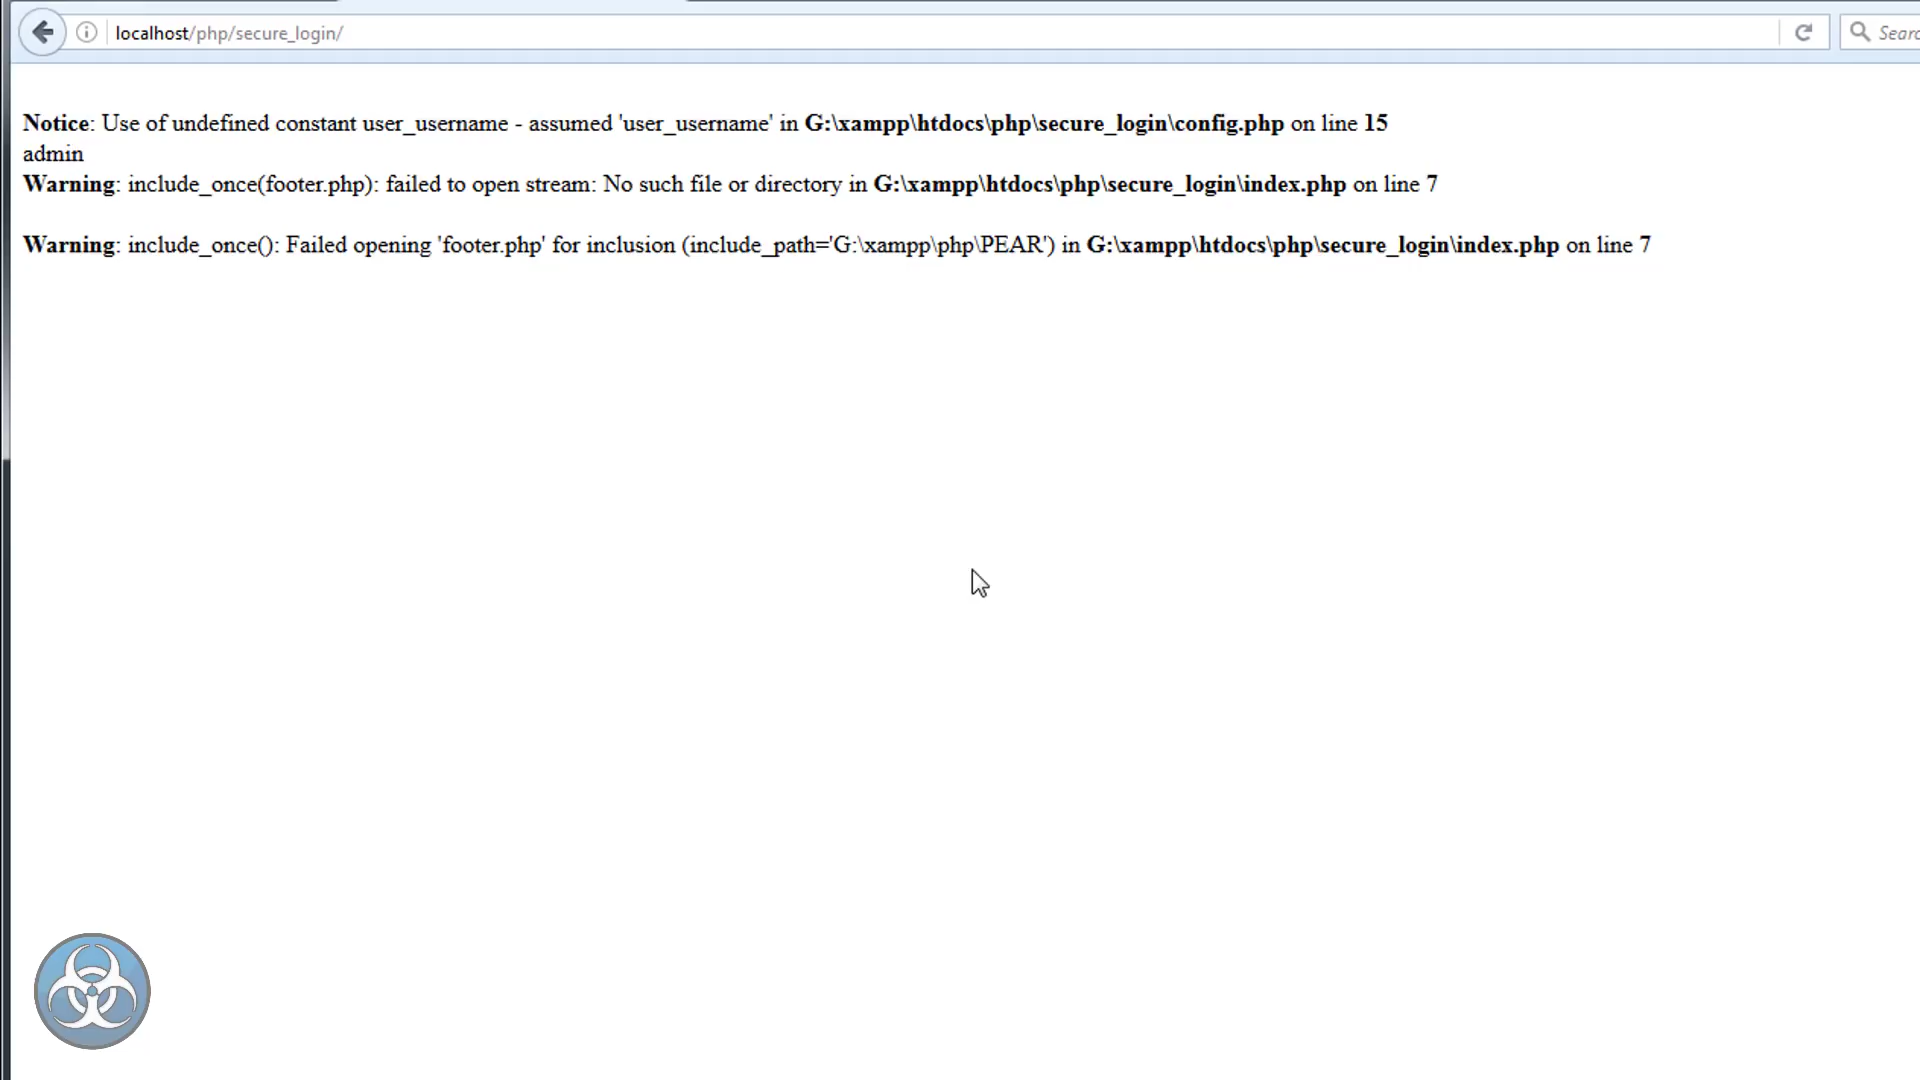 localhost/php/secure_login/
Notice: Use of undefined constant user_username - assumed 'user_username' in G:\xampp\htdocs\php\secure_login\config.php on line 15
admin
Warning: include_once(footer.php): failed to open stream: No such file or directory in G:\xampp\htdocs\php\secure_login\index.php on line 7
Warning: include_once(): Failed opening 'footer.php' for inclusion (include_path='G:\xampp\php\PEAR') in G:\xampp\htdocs\php\secure_login\index.php on line 7